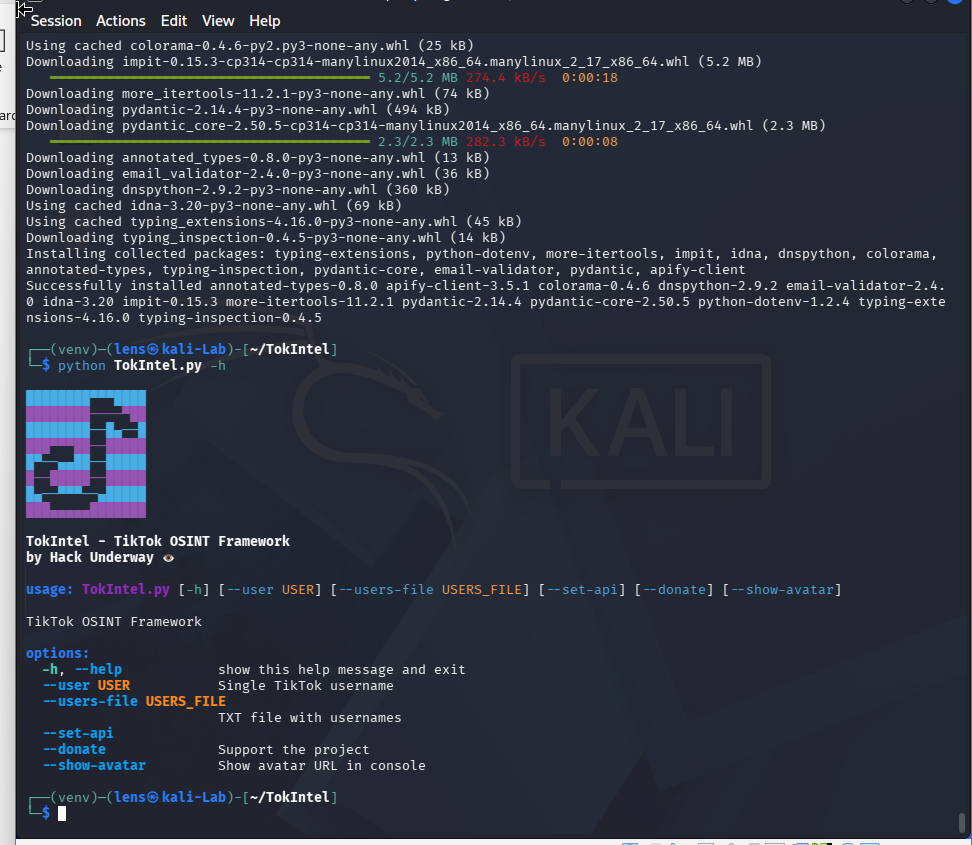 Session Actions Edit View Help
Using cached colorama-0.4.6-py2.py3-none-any.whl (25 kB)
Downloading impit-0.15.3-cp314-cp314-manylinux2014_x86_64.manylinux_2_17_x86_64.whl (5.2 MB)
5.2/5.2 MB 274.4 kB/s 0:00:18
Downloading more_itertools-11.2.1-py3-none-any.whl (74 kB)
Downloading pydantic-2.14.4-py3-none-any.whl (494 kB)
Downloading pydantic_core-2.50.5-cp314-cp314-manylinux2014_x86_64.manylinux_2_17_x86_64.whl (2.3 MB)
2.3/2.3 MB 282.3 kB/s 0:00:08
Downloading annotated_types-0.8.0-py3-none-any.whl (13 kB)
Downloading email_validator-2.4.0-py3-none-any.whl (36 kB)
Downloading dnspython-2.9.2-py3-none-any.whl (360 kB)
Using cached idna-3.20-py3-none-any.whl (69 kB)
Using cached typing_extensions-4.16.0-py3-none-any.whl (45 kB)
Downloading typing_inspection-0.4.5-py3-none-any.whl (14 kB)
Installing collected packages: typing-extensions, python-dotenv, more-itertools, impit, idna, dnspython, colorama,
annotated-types, typing-inspection, pydantic-core, email-validator, pydantic, apify-client
Successfully installed annotated-types-0.8.0 apify-client-3.5.1 colorama-0.4.6 dnspython-2.9.2 email-validator-2.4.
0 idna-3.20 impit-0.15.3 more-itertools-11.2.1 pydantic-2.14.4 pydantic-core-2.50.5 python-dotenv-1.2.4 typing-exte
nsions-4.16.0 typing-inspection-0.4.5
┌──(venv)─(lens㉿kali-Lab)-[~/TokIntel]
└─$ python TokIntel.py -h
KALI
TokIntel - TikTok OSINT Framework
by Hack Underway 👁
usage: TokIntel.py [-h] [--user USER] [--users-file USERS_FILE] [--set-api] [--donate] [--show-avatar]
TikTok OSINT Framework
options:
-h, --help show this help message and exit
--user USER Single TikTok username
--users-file USERS_FILE
TXT file with usernames
--set-api
--donate Support the project
--show-avatar Show avatar URL in console
┌──(venv)─(lens㉿kali-Lab)-[~/TokIntel]
└─$